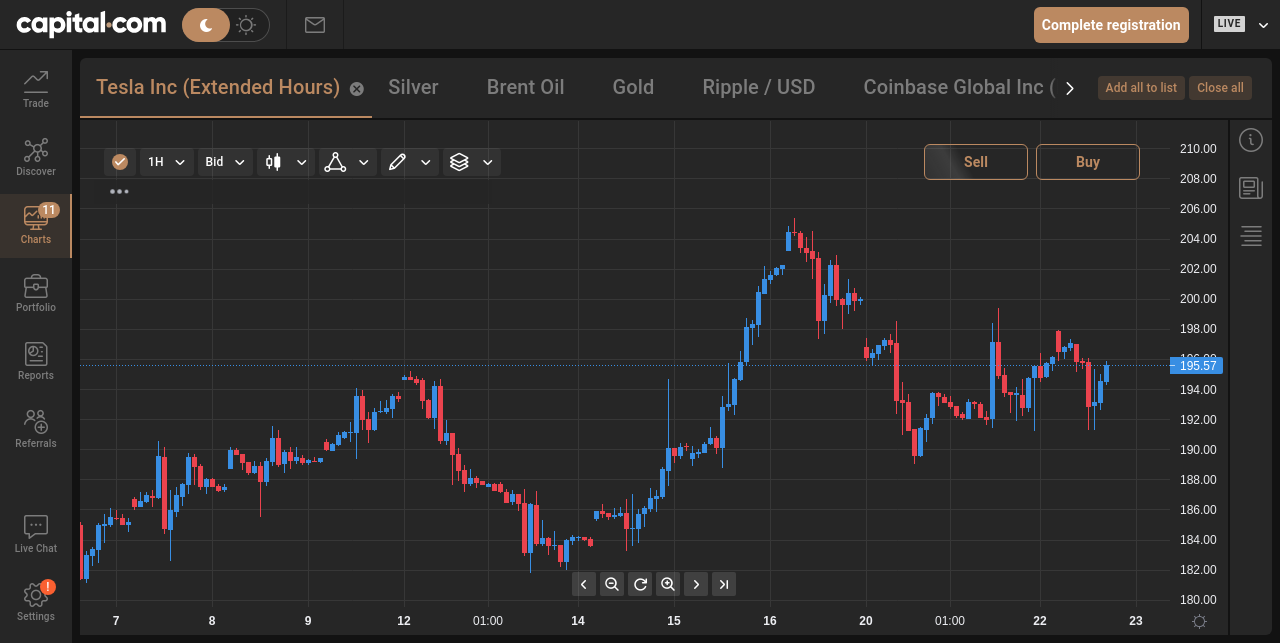 capital.com
Complete registration
LIVE
Trade
Discover
11
Charts
Portfolio
Reports
Referrals
Live Chat
!
Settings
Tesla Inc (Extended Hours)
Silver
Brent Oil
Gold
Ripple / USD
Coinbase Global Inc (
Add all to list
Close all
1H
Bid
Sell
Buy
210.00
208.00
206.00
204.00
202.00
200.00
198.00
196.00
195.57
194.00
192.00
190.00
188.00
186.00
184.00
182.00
180.00
7
8
9
12
01:00
14
15
16
20
01:00
22
23